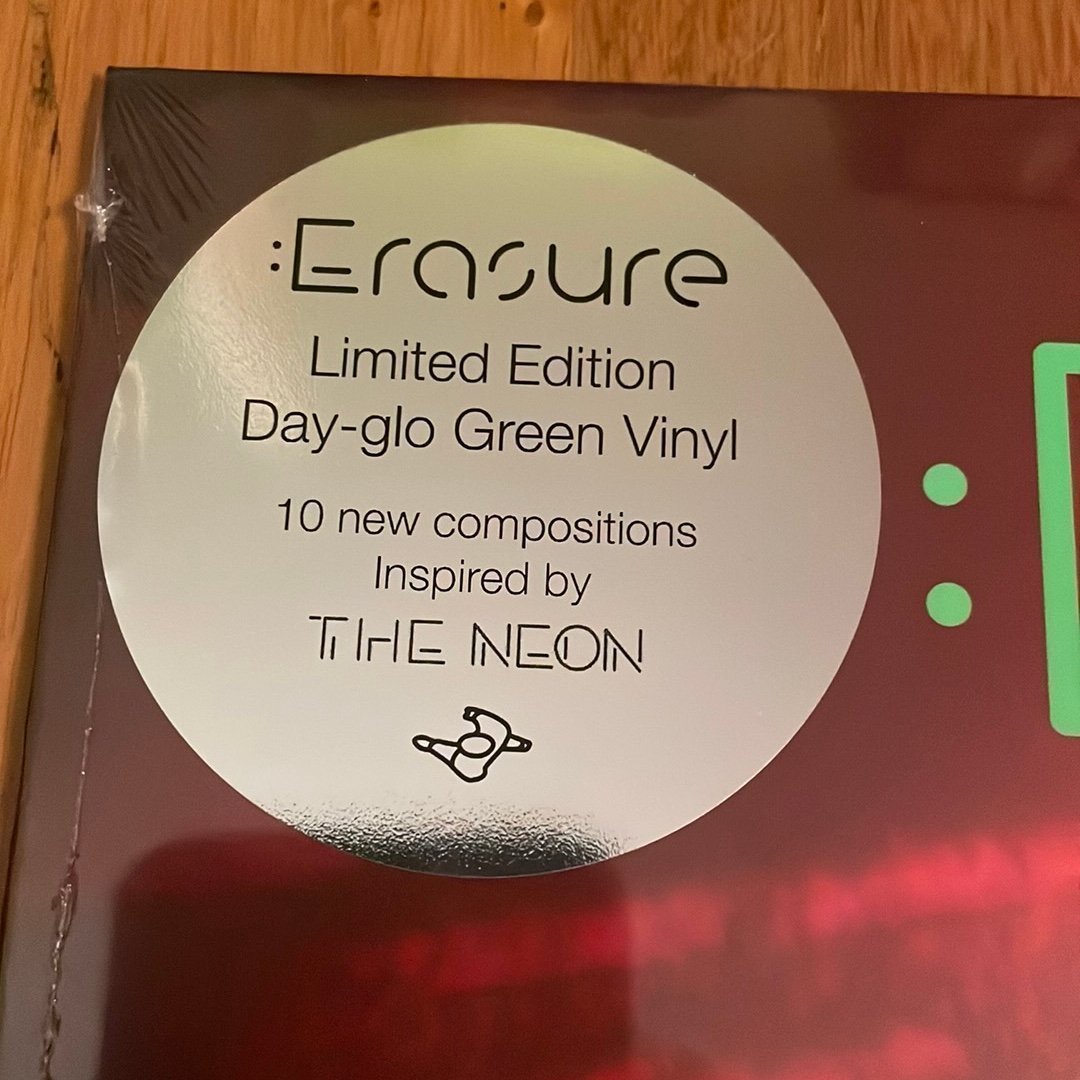 :Erasure
Limited Edition
Day-glo Green Vinyl
10 new compositions
Inspired by
THE NEON